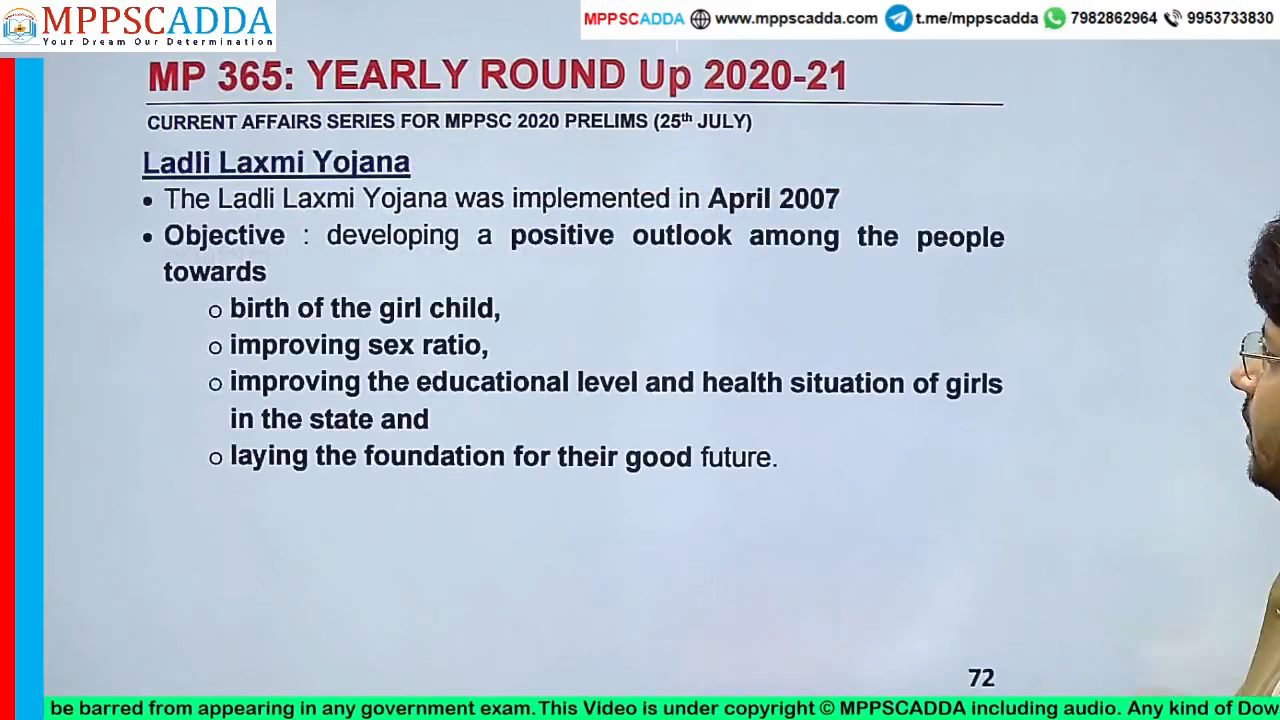 MPPSCADDA
Your Dream Our Determination
MPPSCADDA www.mppscadda.com t.me/mppscadda 7982862964 9953733830
MP 365: YEARLY ROUND Up 2020-21
CURRENT AFFAIRS SERIES FOR MPPSC 2020 PRELIMS (25th JULY)
Ladli Laxmi Yojana
• The Ladli Laxmi Yojana was implemented in April 2007
• Objective : developing a positive outlook among the people
towards
o birth of the girl child,
o improving sex ratio,
o improving the educational level and health situation of girls
in the state and
o laying the foundation for their good future.
72
be barred from appearing in any government exam. This Video is under copyright © MPPSCADDA including audio. Any kind of Dow